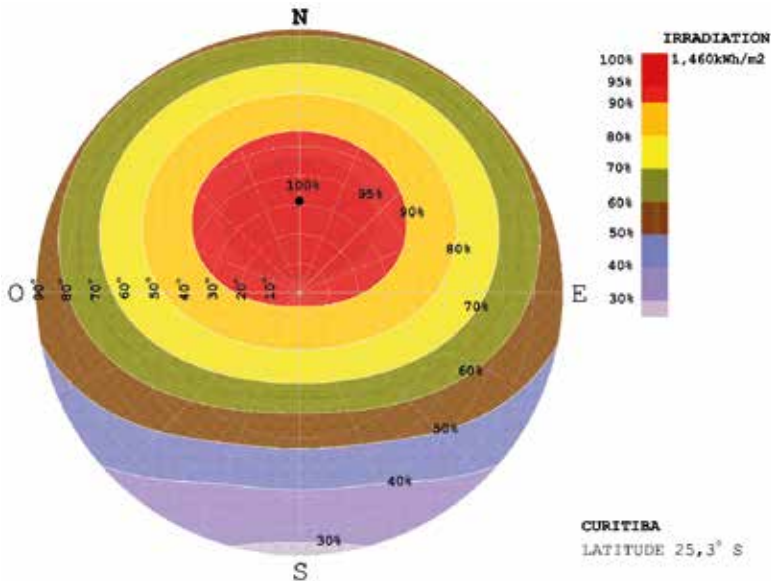 N
IRRADIATION
100% 1,460kWh/m2
95%
90%
80%
70%
60%
50%
40%
30%
100%
95%
90%
80%
O 90° 80° 70° 60° 50° 40° 30° 20° 10° E
70%
60%
50%
40%
30%
S
CURITIBA
LATITUDE 25,3° S